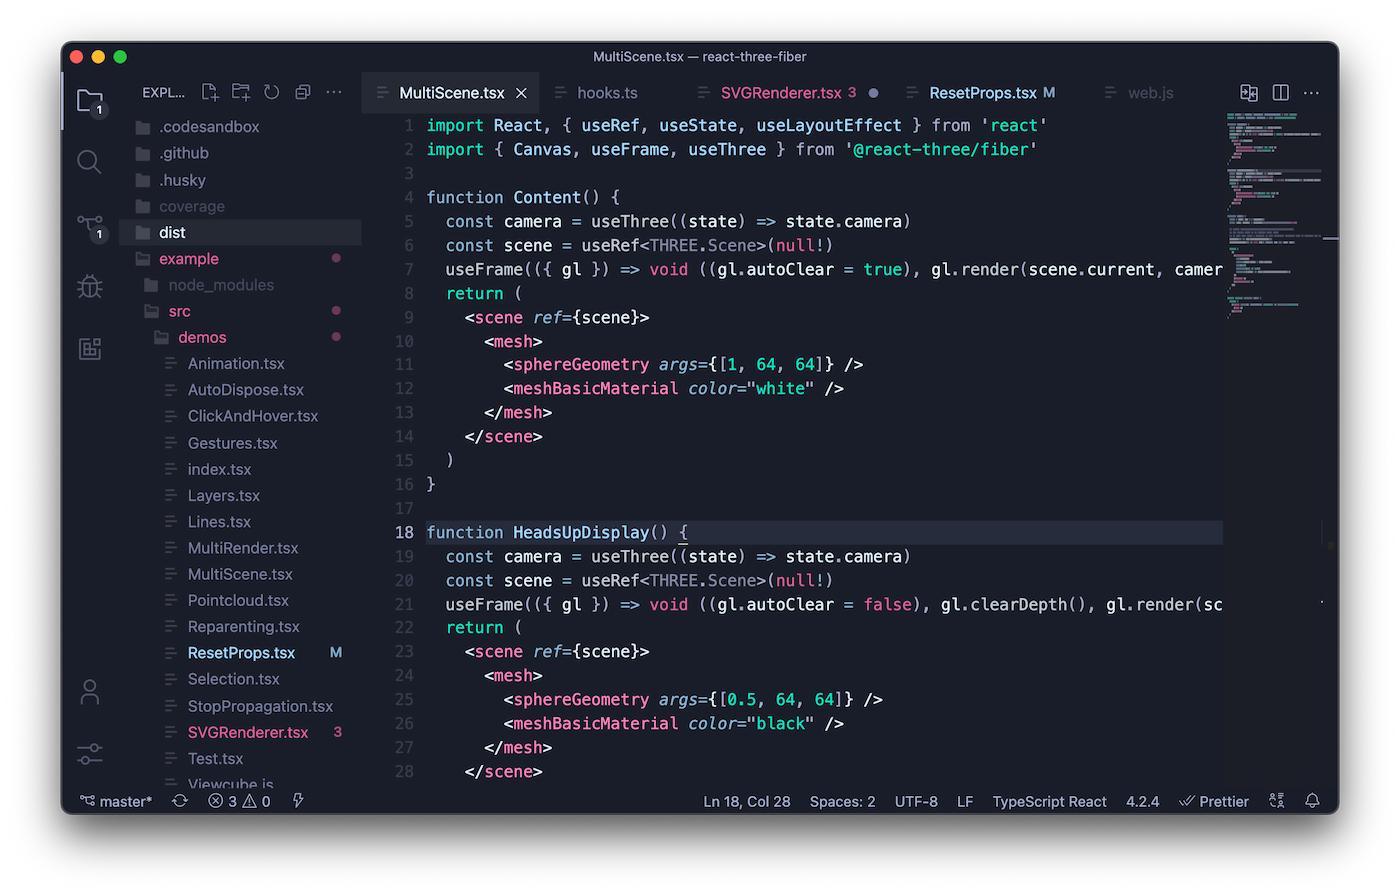 MultiScene.tsx — react-three-fiber
EXPL...
MultiScene.tsx
hooks.ts
SVGRenderer.tsx 3
ResetProps.tsx M
web.js
1
1
.codesandbox
.github
.husky
coverage
dist
example
node_modules
src
demos
Animation.tsx
AutoDispose.tsx
ClickAndHover.tsx
Gestures.tsx
index.tsx
Layers.tsx
Lines.tsx
MultiRender.tsx
MultiScene.tsx
Pointcloud.tsx
Reparenting.tsx
ResetProps.tsx M
Selection.tsx
StopPropagation.tsx
SVGRenderer.tsx 3
Test.tsx
Viewcube.js
1 import React, { useRef, useState, useLayoutEffect } from 'react'
2 import { Canvas, useFrame, useThree } from '@react-three/fiber'
3
4 function Content() {
5 const camera = useThree((state) => state.camera)
6 const scene = useRef<THREE.Scene>(null!)
7 useFrame(({ gl }) => void ((gl.autoClear = true), gl.render(scene.current, camer
8 return (
9 <scene ref={scene}>
10 <mesh>
11 <sphereGeometry args={[1, 64, 64]} />
12 <meshBasicMaterial color="white" />
13 </mesh>
14 </scene>
15 )
16 }
17
18 function HeadsUpDisplay() {
19 const camera = useThree((state) => state.camera)
20 const scene = useRef<THREE.Scene>(null!)
21 useFrame(({ gl }) => void ((gl.autoClear = false), gl.clearDepth(), gl.render(sc
22 return (
23 <scene ref={scene}>
24 <mesh>
25 <sphereGeometry args={[0.5, 64, 64]} />
26 <meshBasicMaterial color="black" />
27 </mesh>
28 </scene>
master* 3 0 Ln 18, Col 28 Spaces: 2 UTF-8 LF TypeScript React 4.2.4 Prettier